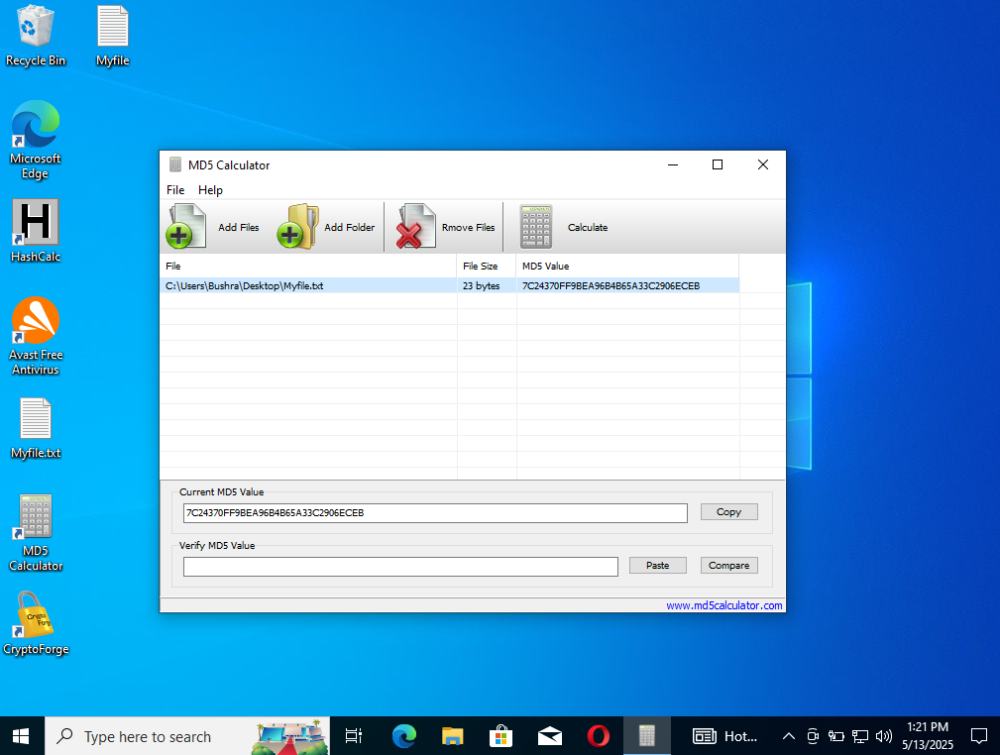 Recycle Bin
Myfile
Microsoft
Edge
H
HashCalc
Avast Free
Antivirus
Myfile.txt
MD5
Calculator
Crypto
Forge
CryptoForge
MD5 Calculator
File Help
Add Files Add Folder Rmove Files Calculate
File File Size MD5 Value
C:\Users\Bushra\Desktop\Myfile.txt 23 bytes 7C24370FF9BEA96B4B65A33C2906ECEB
Current MD5 Value
7C24370FF9BEA96B4B65A33C2906ECEB Copy
Verify MD5 Value
Paste Compare
www.md5calculator.com
Type here to search
Hot...
1:21 PM
5/13/2025